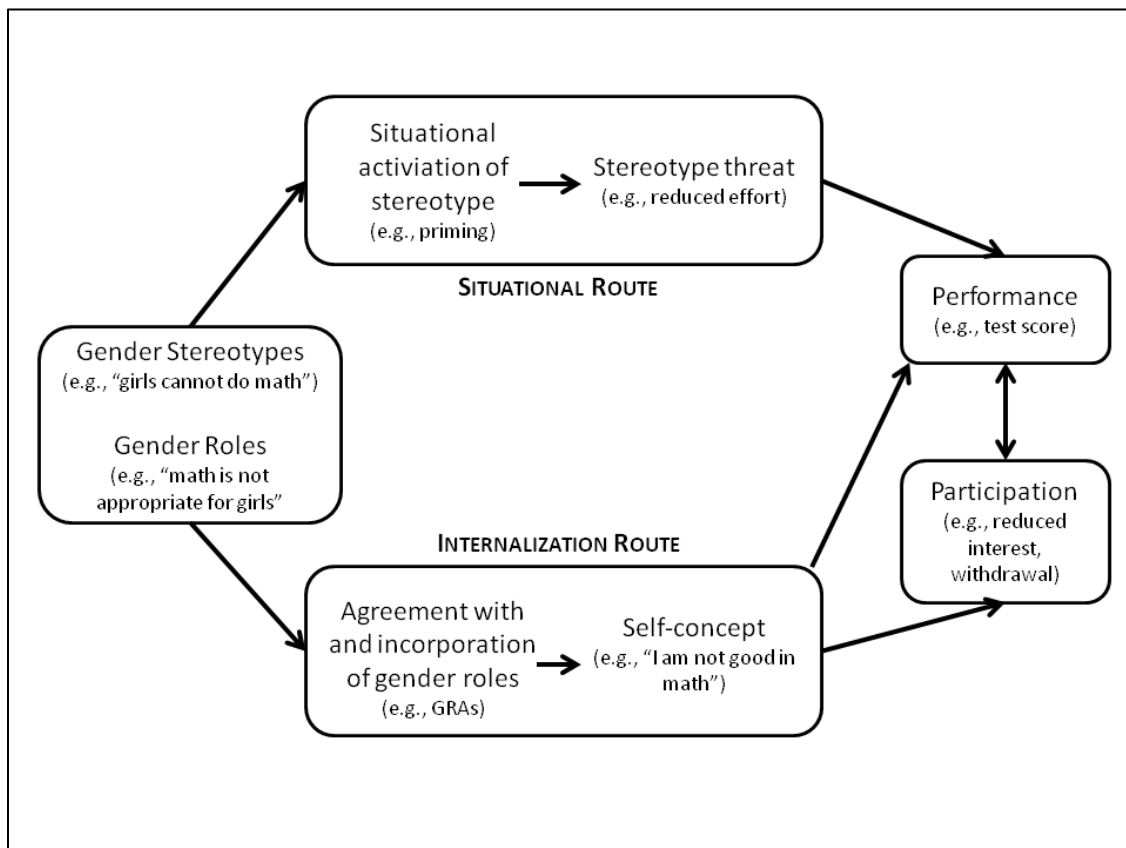 Situational
activiation of
stereotype
(e.g., priming)
Stereotype threat
(e.g., reduced effort)
SITUATIONAL ROUTE
Performance
(e.g., test score)
Gender Stereotypes
(e.g., “girls cannot do math”)
Gender Roles
(e.g., “math is not
appropriate for girls”
Participation
(e.g., reduced
interest,
withdrawal)
INTERNALIZATION ROUTE
Agreement with
and incorporation
of gender roles
(e.g., GRAs)
Self-concept
(e.g., “I am not good in
math”)